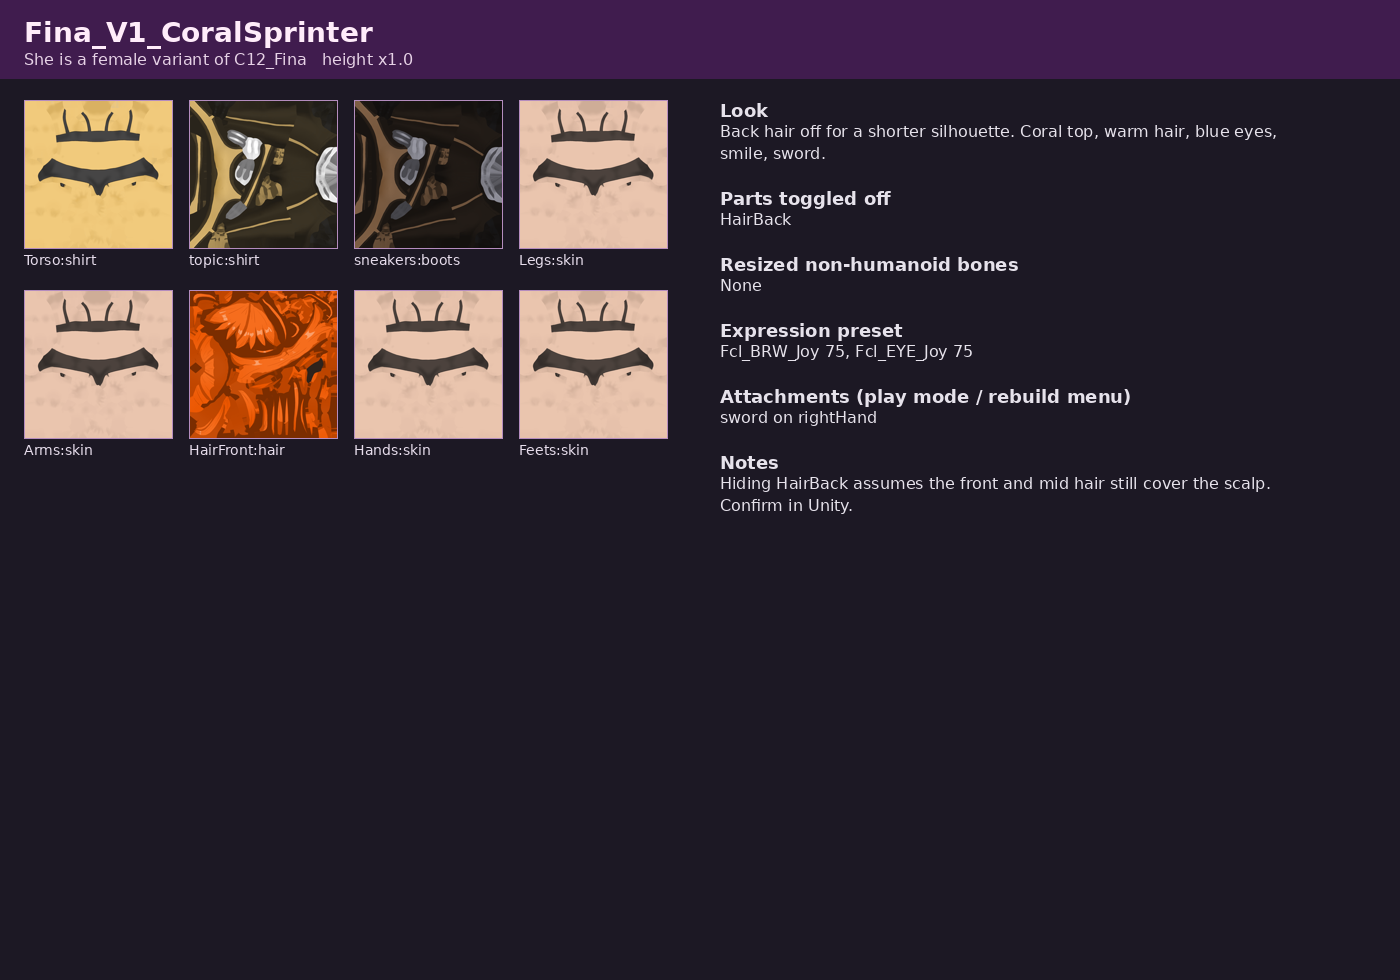 Fina_V1_CoralSprinter
She is a female variant of C12_Fina   height x1.0
Torso:shirt
topic:shirt
sneakers:boots
Legs:skin
Arms:skin
HairFront:hair
Hands:skin
Feets:skin
Look
Back hair off for a shorter silhouette. Coral top, warm hair, blue eyes,
smile, sword.
Parts toggled off
HairBack
Resized non-humanoid bones
None
Expression preset
Fcl_BRW_Joy 75, Fcl_EYE_Joy 75
Attachments (play mode / rebuild menu)
sword on rightHand
Notes
Hiding HairBack assumes the front and mid hair still cover the scalp.
Confirm in Unity.